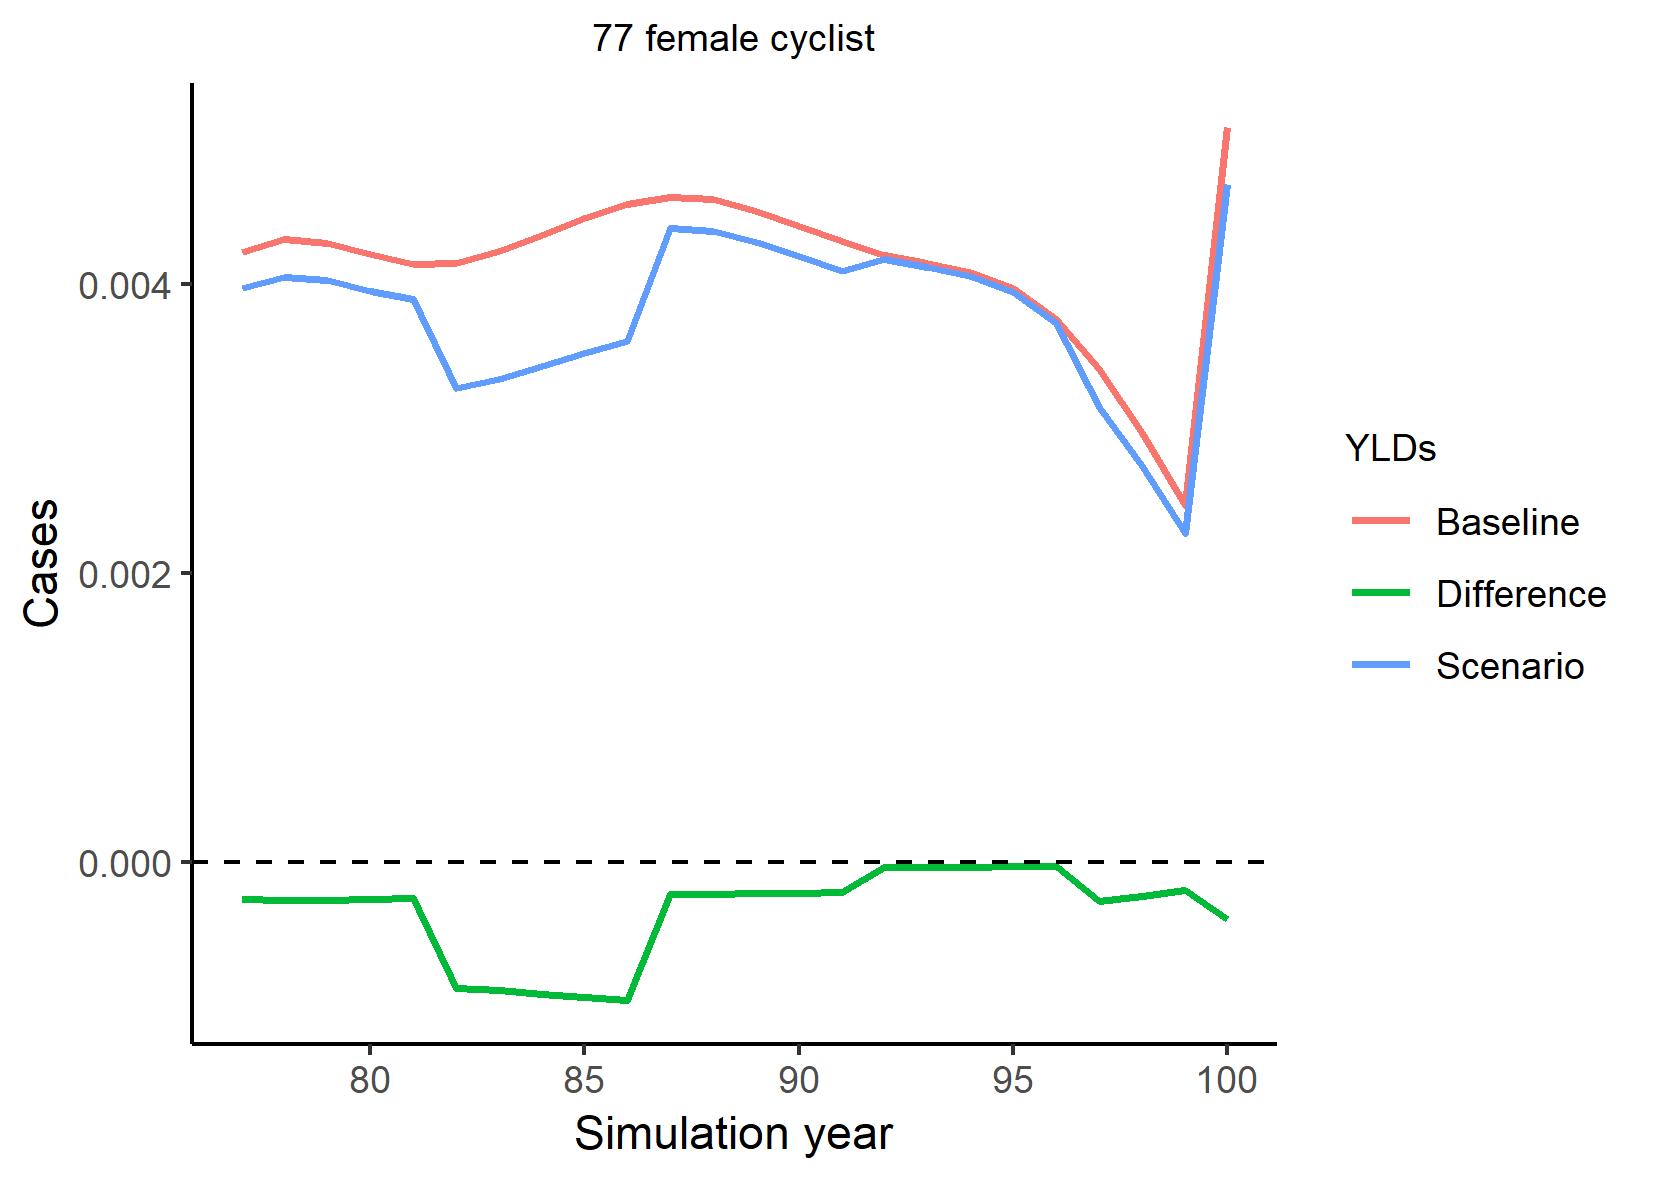 77 female cyclist
Cases
0.004
0.002
0.000
80 85 90 95 100
Simulation year
YLDs
Baseline
Difference
Scenario